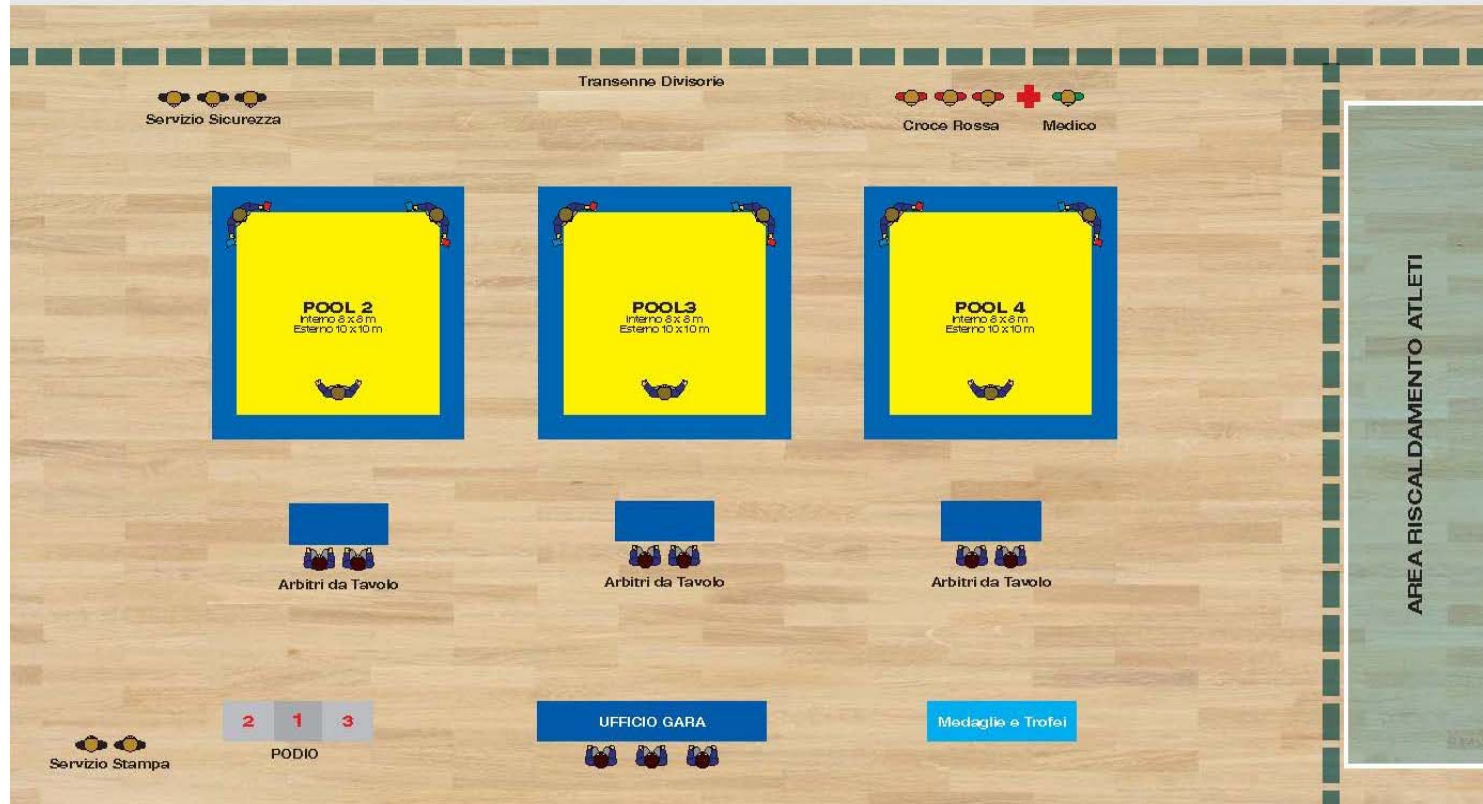 Transenne Divisorie
Servizio Sicurezza
Croce Rossa
Medico
POOL 2
Interno 8 x 8 m
Esterno 10 x 10 m
POOL3
Interno 8 x 8 m
Esterno 10 x 10 m
POOL 4
Interno 8 x 8 m
Esterno 10 x 10 m
AREA RISCALDAMENTO ATLETI
Arbitri da Tavolo
Arbitri da Tavolo
Arbitri da Tavolo
2 1 3
PODIO
UFFICIO GARA
Medaglie e Trofei
Servizio Stampa